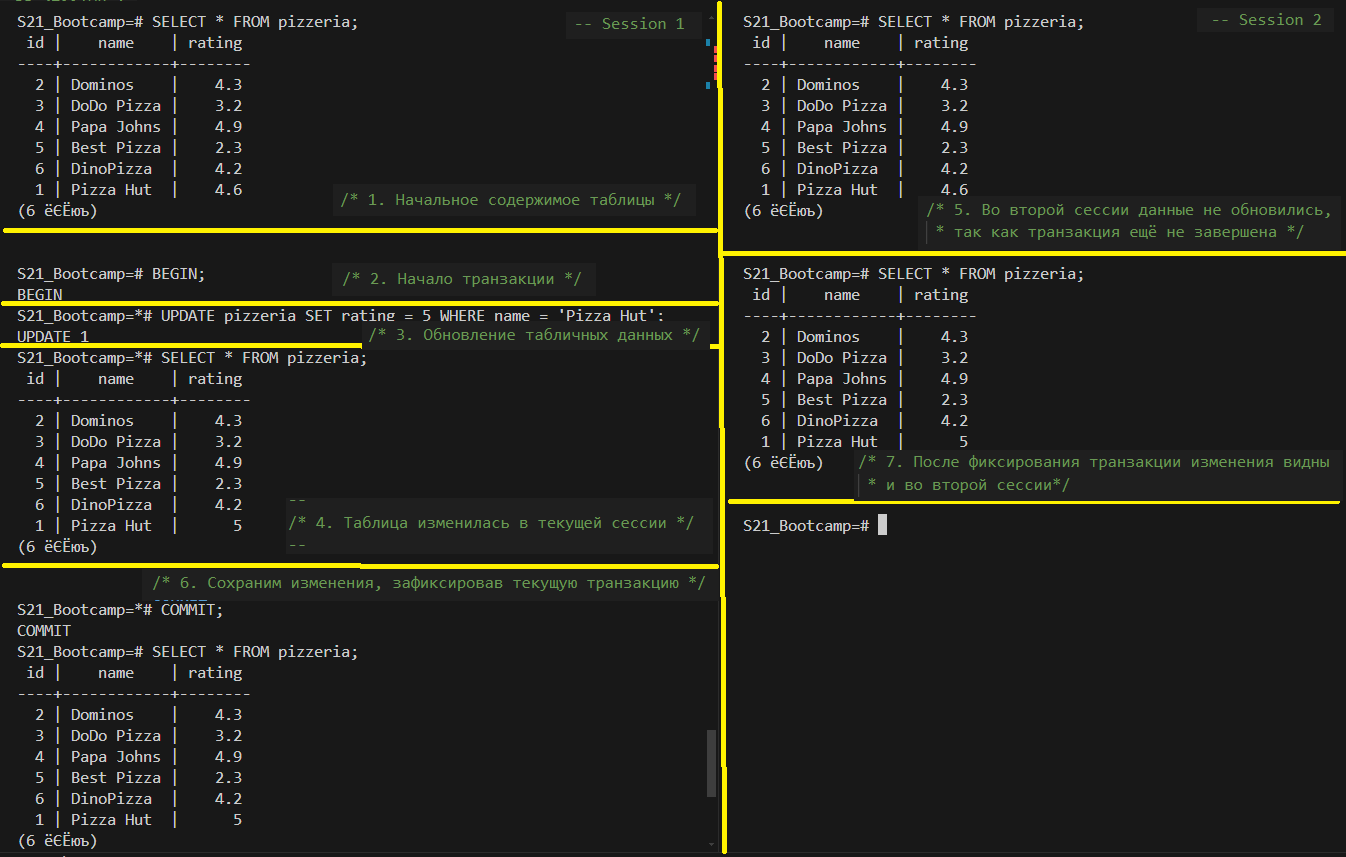 S21_Bootcamp=# SELECT * FROM pizzeria;
-- Session 1
 id |    name    | rating
----+------------+--------
  2 | Dominos    |    4.3
  3 | DoDo Pizza |    3.2
  4 | Papa Johns |    4.9
  5 | Best Pizza |    2.3
  6 | DinoPizza  |    4.2
  1 | Pizza Hut  |    4.6
(6 ёЄЁюъ)
/* 1. Начальное содержимое таблицы */
S21_Bootcamp=# BEGIN;
BEGIN
/* 2. Начало транзакции */
S21_Bootcamp=*# UPDATE pizzeria SET rating = 5 WHERE name = 'Pizza Hut';
UPDATE 1
/* 3. Обновление табличных данных */
S21_Bootcamp=*# SELECT * FROM pizzeria;
 id |    name    | rating
----+------------+--------
  2 | Dominos    |    4.3
  3 | DoDo Pizza |    3.2
  4 | Papa Johns |    4.9
  5 | Best Pizza |    2.3
  6 | DinoPizza  |    4.2
  1 | Pizza Hut  |      5
(6 ёЄЁюъ)
--
/* 4. Таблица изменилась в текущей сессии */
--
/* 6. Сохраним изменения, зафиксировав текущую транзакцию */
S21_Bootcamp=*# COMMIT;
COMMIT
S21_Bootcamp=# SELECT * FROM pizzeria;
 id |    name    | rating
----+------------+--------
  2 | Dominos    |    4.3
  3 | DoDo Pizza |    3.2
  4 | Papa Johns |    4.9
  5 | Best Pizza |    2.3
  6 | DinoPizza  |    4.2
  1 | Pizza Hut  |      5
(6 ёЄЁюъ)
S21_Bootcamp=# SELECT * FROM pizzeria;
-- Session 2
 id |    name    | rating
----+------------+--------
  2 | Dominos    |    4.3
  3 | DoDo Pizza |    3.2
  4 | Papa Johns |    4.9
  5 | Best Pizza |    2.3
  6 | DinoPizza  |    4.2
  1 | Pizza Hut  |    4.6
(6 ёЄЁюъ)
/* 5. Во второй сессии данные не обновились,
* так как транзакция ещё не завершена */
S21_Bootcamp=# SELECT * FROM pizzeria;
 id |    name    | rating
----+------------+--------
  2 | Dominos    |    4.3
  3 | DoDo Pizza |    3.2
  4 | Papa Johns |    4.9
  5 | Best Pizza |    2.3
  6 | DinoPizza  |    4.2
  1 | Pizza Hut  |      5
(6 ёЄЁюъ)
/* 7. После фиксирования транзакции изменения видны
* и во второй сессии*/
S21_Bootcamp=#